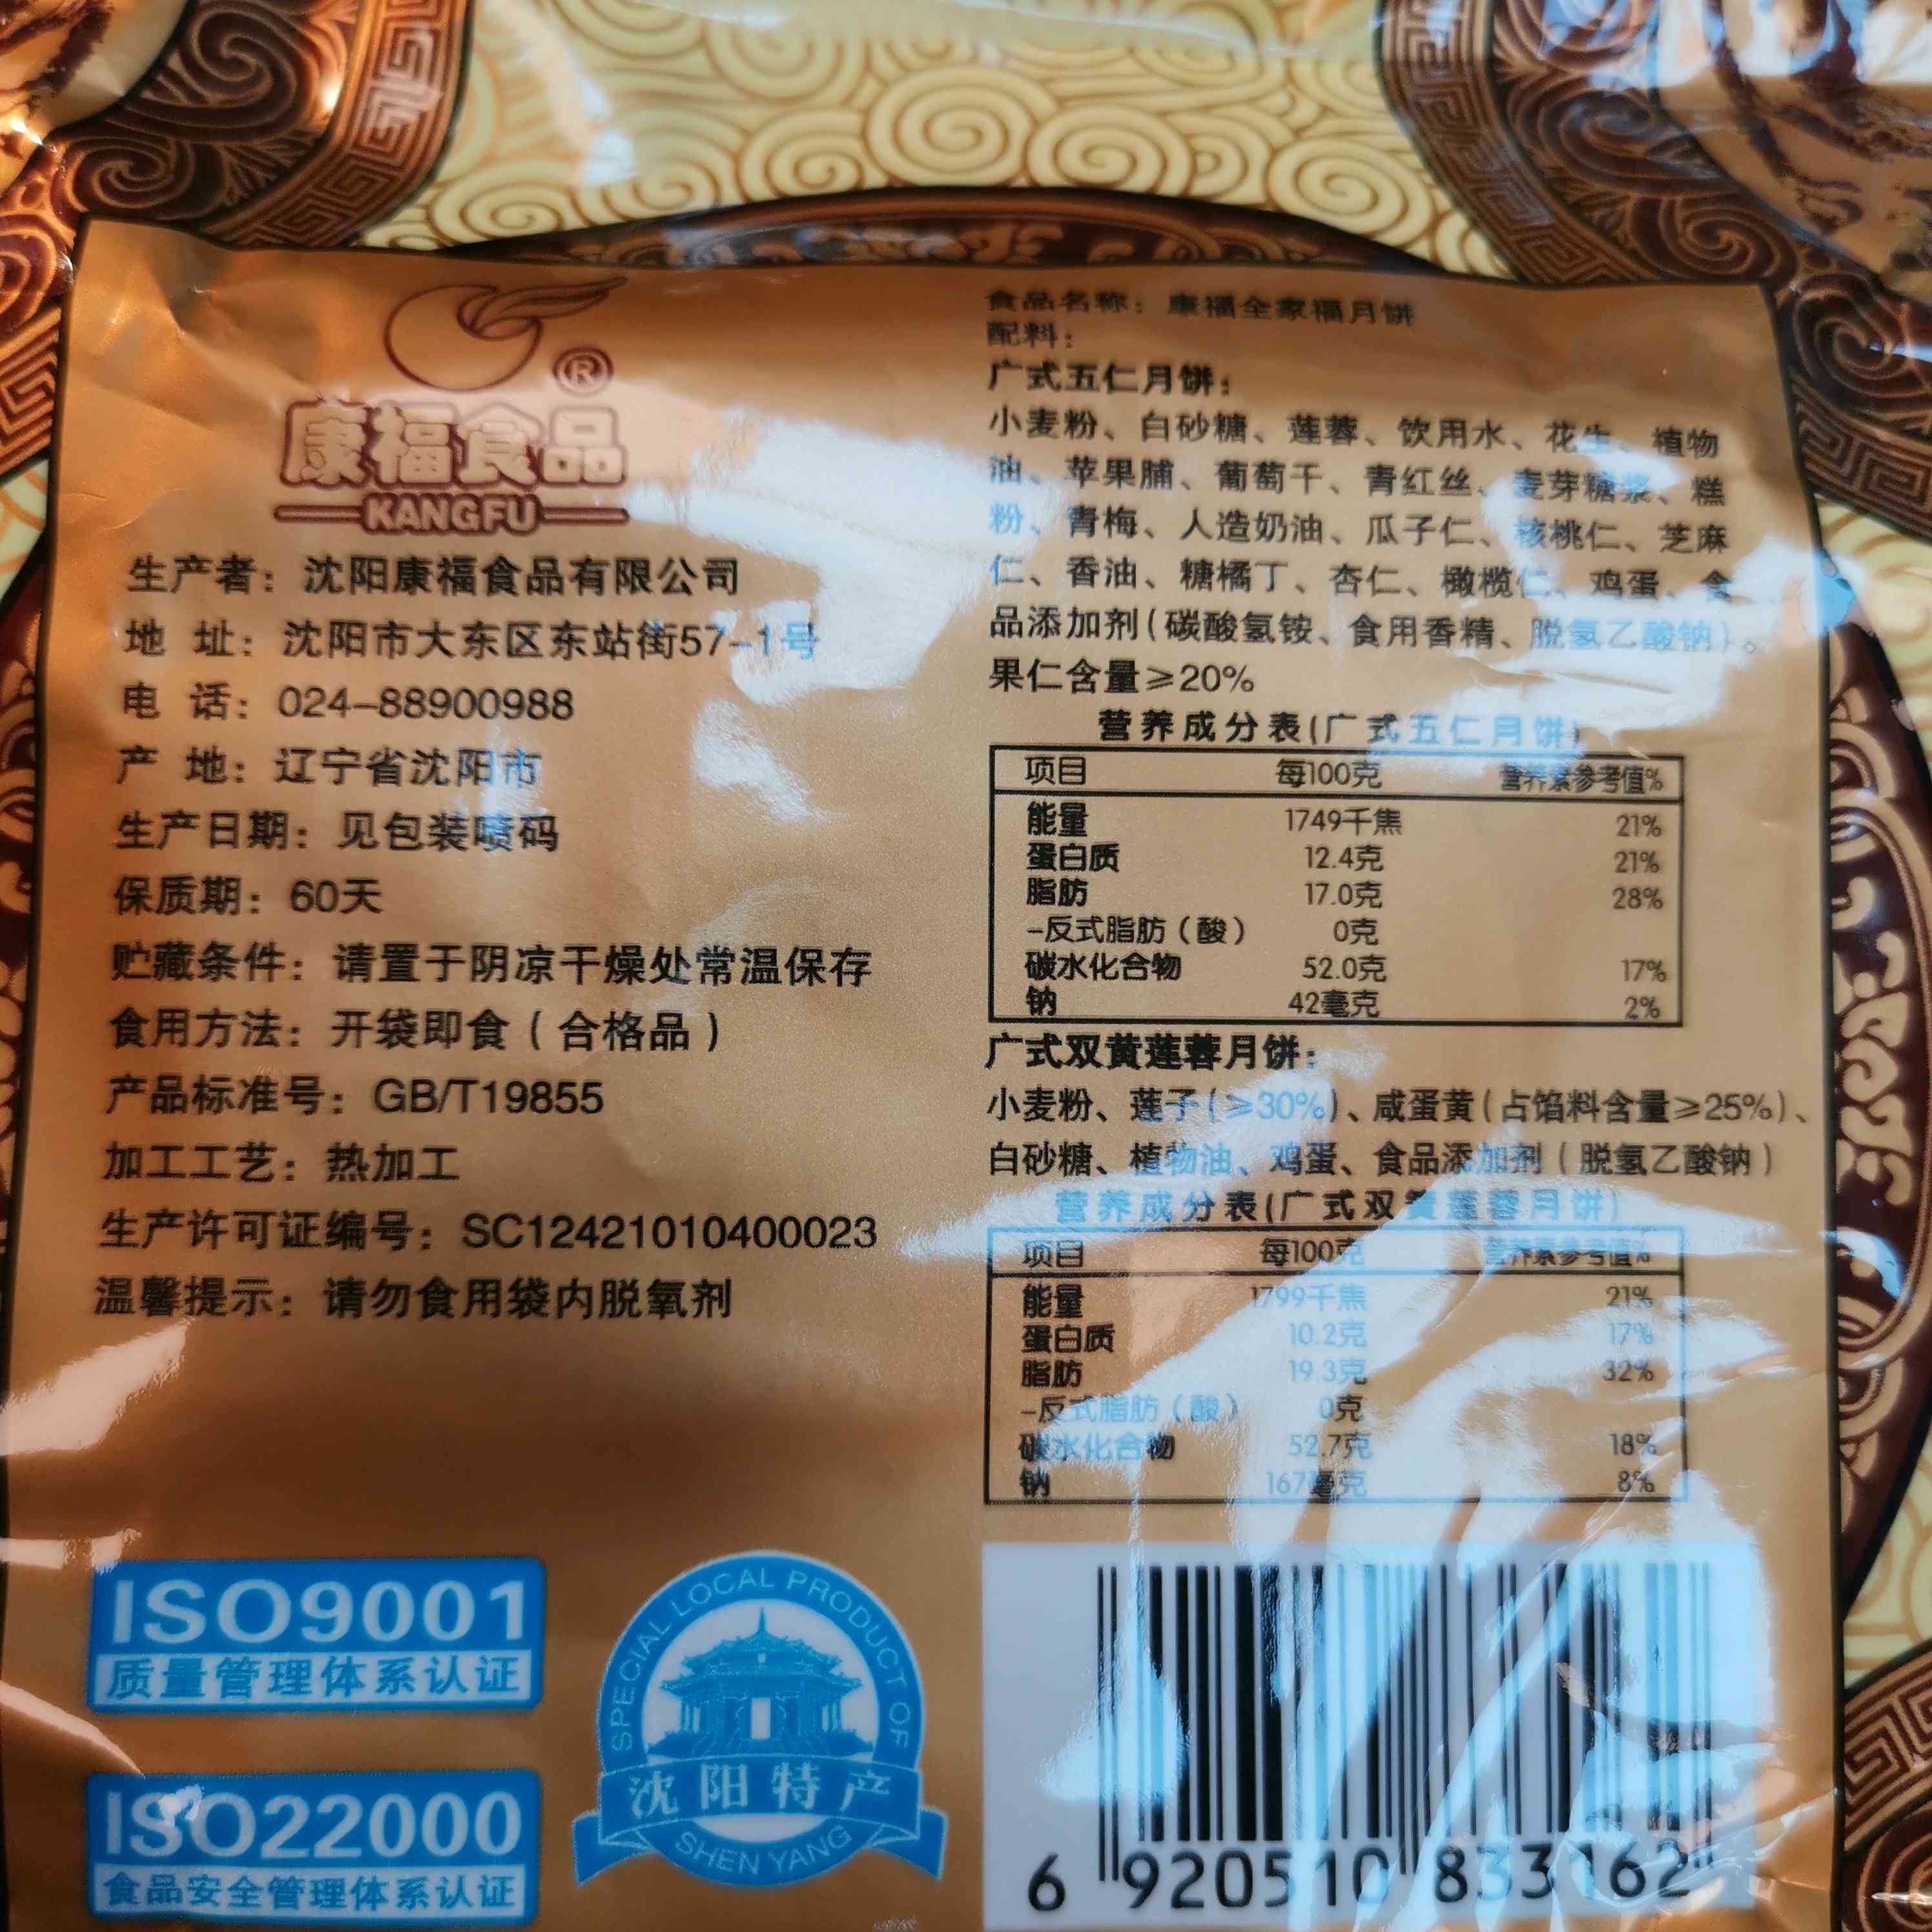 ®
康福食品
KANGFU
生产者：沈阳康福食品有限公司
地 址：沈阳市大东区东站街57-1号
电 话：024-88900988
产 地：辽宁省沈阳市
生产日期：见包装喷码
保质期：60天
贮藏条件：请置于阴凉干燥处常温保存
食用方法：开袋即食（合格品）
产品标准号：GB/T19855
加工工艺：热加工
生产许可证编号：SC12421010400023
温馨提示：请勿食用袋内脱氧剂
ISO9001
质量管理体系认证
ISO22000
食品安全管理体系认证
SPECIAL LOCAL PRODUCT OF
沈阳特产
SHEN YANG
食品名称：康福全家福月饼
配料：
广式五仁月饼：
小麦粉、白砂糖、莲蓉、饮用水、花生、植物
油、苹果脯、葡萄干、青红丝、麦芽糖浆、糕
粉、青梅、人造奶油、瓜子仁、核桃仁、芝麻
仁、香油、糖橘丁、杏仁、橄榄仁、鸡蛋、食
品添加剂（碳酸氢铵、食用香精、脱氢乙酸钠）。
果仁含量≥20%
营养成分表(广式五仁月饼)
项目 每100克 营养素参考值%
能量 1749千焦 21%
蛋白质 12.4克 21%
脂肪 17.0克 28%
-反式脂肪（酸） 0克
碳水化合物 52.0克 17%
钠 42毫克 2%
广式双黄莲蓉月饼：
小麦粉、莲子（≥30%）、咸蛋黄（占馅料含量≥25%）、
白砂糖、植物油、鸡蛋、食品添加剂（脱氢乙酸钠）
营养成分表(广式双黄莲蓉月饼)
项目 每100克 营养素参考值%
能量 1799千焦 21%
蛋白质 10.2克 17%
脂肪 19.3克 32%
-反式脂肪（酸） 0克
碳水化合物 52.7克 18%
钠 167毫克 8%
6 920510 833162